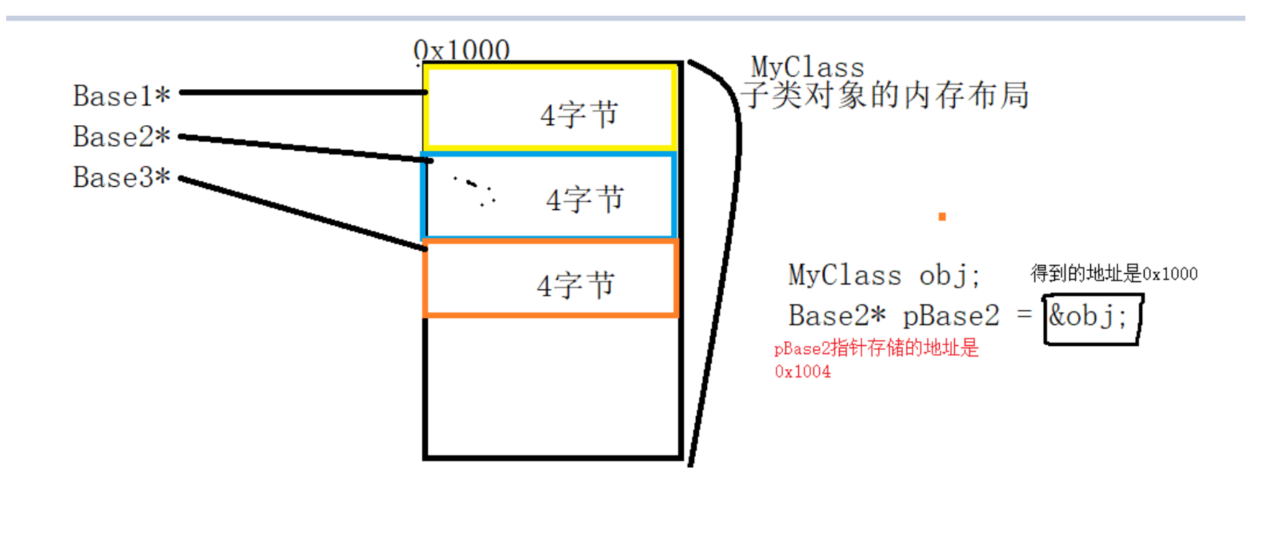 0x1000
MyClass
子类对象的内存布局
Base1*
Base2*
Base3*
4字节
4字节
4字节
MyClass obj;
得到的地址是0x1000
Base2* pBase2 = &obj;
pBase2指针存储的地址是
0x1004